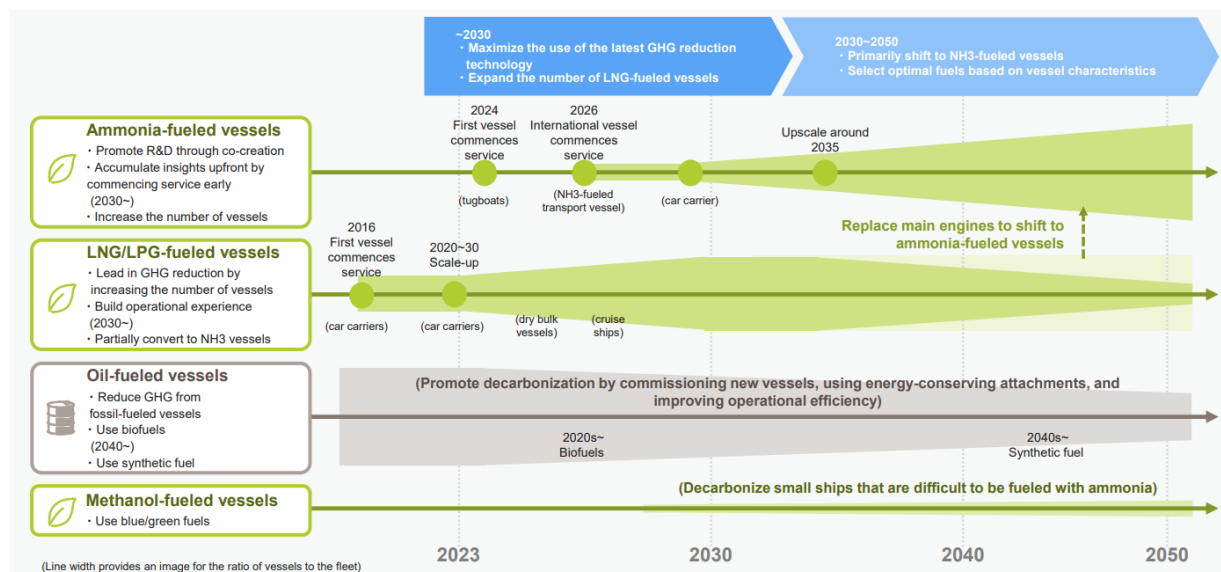 ~2030
・Maximize the use of the latest GHG reduction
technology
・Expand the number of LNG-fueled vessels
2030~2050
・Primarily shift to NH3-fueled vessels
・Select optimal fuels based on vessel characteristics
Ammonia-fueled vessels
・Promote R&D through co-creation
・Accumulate insights upfront by
commencing service early
(2030~)
・Increase the number of vessels
2024
First vessel
commences
service
(tugboats)
2026
International vessel
commences
service
(NH3-fueled
transport vessel)
(car carrier)
Upscale around
2035
Replace main engines to shift to
ammonia-fueled vessels
LNG/LPG-fueled vessels
・Lead in GHG reduction by
increasing the number of vessels
・Build operational experience
(2030~)
・Partially convert to NH3 vessels
2016
First vessel
commences
service
(car carriers)
2020~30
Scale-up
(car carriers)
(dry bulk
vessels)
(cruise
ships)
Oil-fueled vessels
・Reduce GHG from
fossil-fueled vessels
・Use biofuels
(2040~)
・Use synthetic fuel
(Promote decarbonization by commissioning new vessels, using energy-conserving attachments, and
improving operational efficiency)
2020s~
Biofuels
2040s~
Synthetic fuel
Methanol-fueled vessels
・Use blue/green fuels
(Decarbonize small ships that are difficult to be fueled with ammonia)
2023
2030
2040
2050
(Line width provides an image for the ratio of vessels to the fleet)